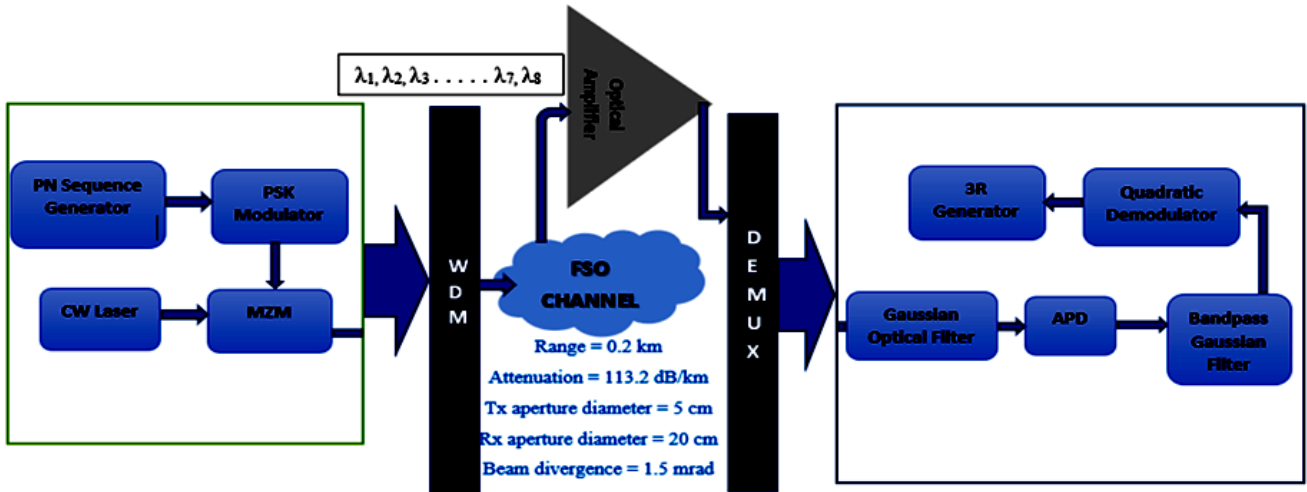 λ1, λ2, λ3 . . . . . λ7, λ8
Optical
Amplifier
PN Sequence
Generator
PSK
Modulator
CW Laser
MZM
WDM
FSO
CHANNEL
Range = 0.2 km
Attenuation = 113.2 dB/km
Tx aperture diameter = 5 cm
Rx aperture diameter = 20 cm
Beam divergence = 1.5 mrad
DEMUX
3R
Generator
Quadratic
Demodulator
Gaussian
Optical Filter
APD
Bandpass
Gaussian
Filter